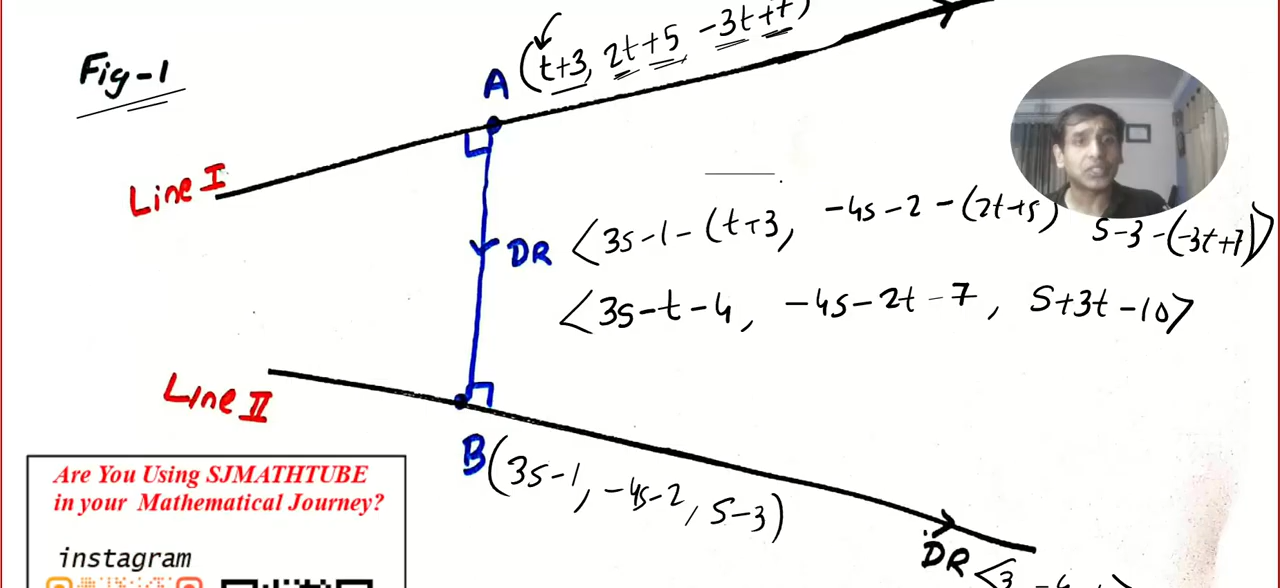 Fig-1
A (t+3, 2t+5, -3t+7)
Line I
DR <3s-1-(t+3, -4s-2-(2t+5) s-3-(-3t+7)>
<3s-t-4, -4s-2t-7, s+3t-10>
Line II
B(3s-1, -4s-2, s-3)
Are You Using SJMATHTUBE
in your Mathematical Journey?
instagram
DR <3